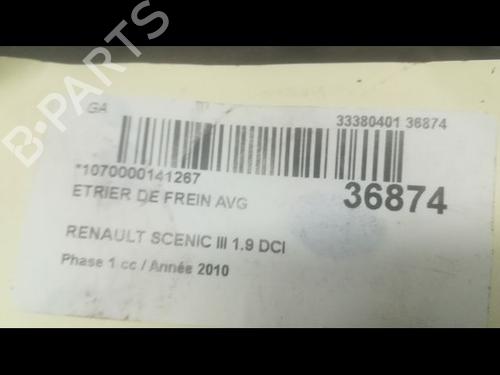 GA
33380401 36874
*1070000141267
36874
ETRIER DE FREIN AVG
RENAULT SCENIC III 1.9 DCI
Phase 1 cc / Année 2010
B-PARTS